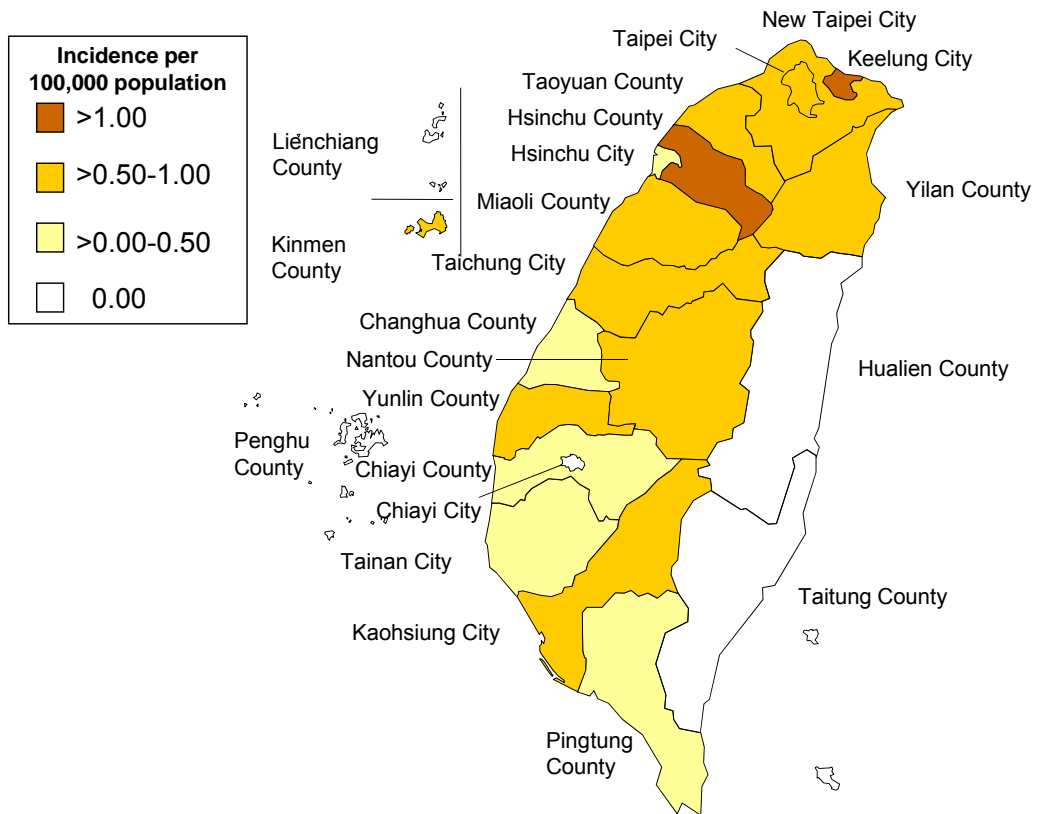 Incidence per
100,000 population
>1.00
>0.50-1.00
>0.00-0.50
0.00
New Taipei City
Taipei City
Keelung City
Taoyuan County
Hsinchu County
Hsinchu City
Lienchiang
County
Miaoli County
Yilan County
Kinmen
County
Taichung City
Changhua County
Nantou County
Hualien County
Yunlin County
Penghu
County
Chiayi County
Chiayi City
Tainan City
Taitung County
Kaohsiung City
Pingtung
County